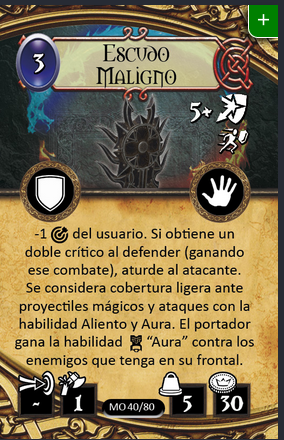 3
Escudo
Maligno
5+
-1 del usuario. Si obtiene un
doble crítico al defender (ganando
ese combate), aturde al atacante.
Se considera cobertura ligera ante
proyectiles mágicos y ataques con la
habilidad Aliento y Aura. El portador
gana la habilidad "Aura" contra los
enemigos que tenga en su frontal.
- 1 MO 40/80 5 30